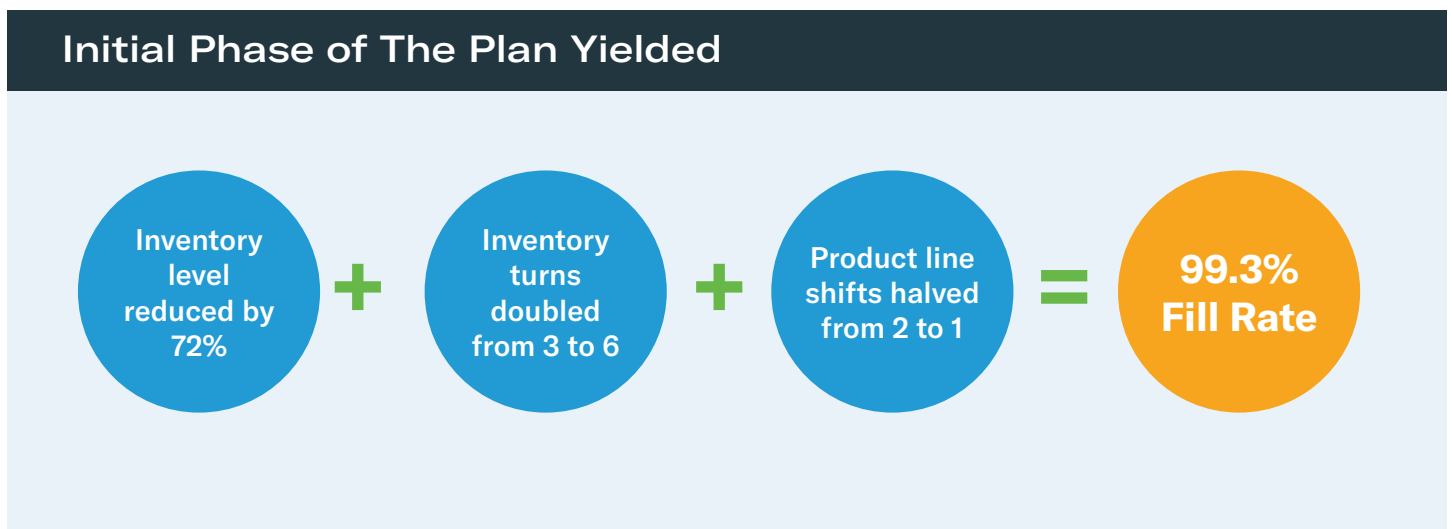 Initial Phase of The Plan Yielded
Inventory
level
reduced by
72%
+
Inventory
turns
doubled
from 3 to 6
+
Product line
shifts halved
from 2 to 1
=
99.3%
Fill Rate